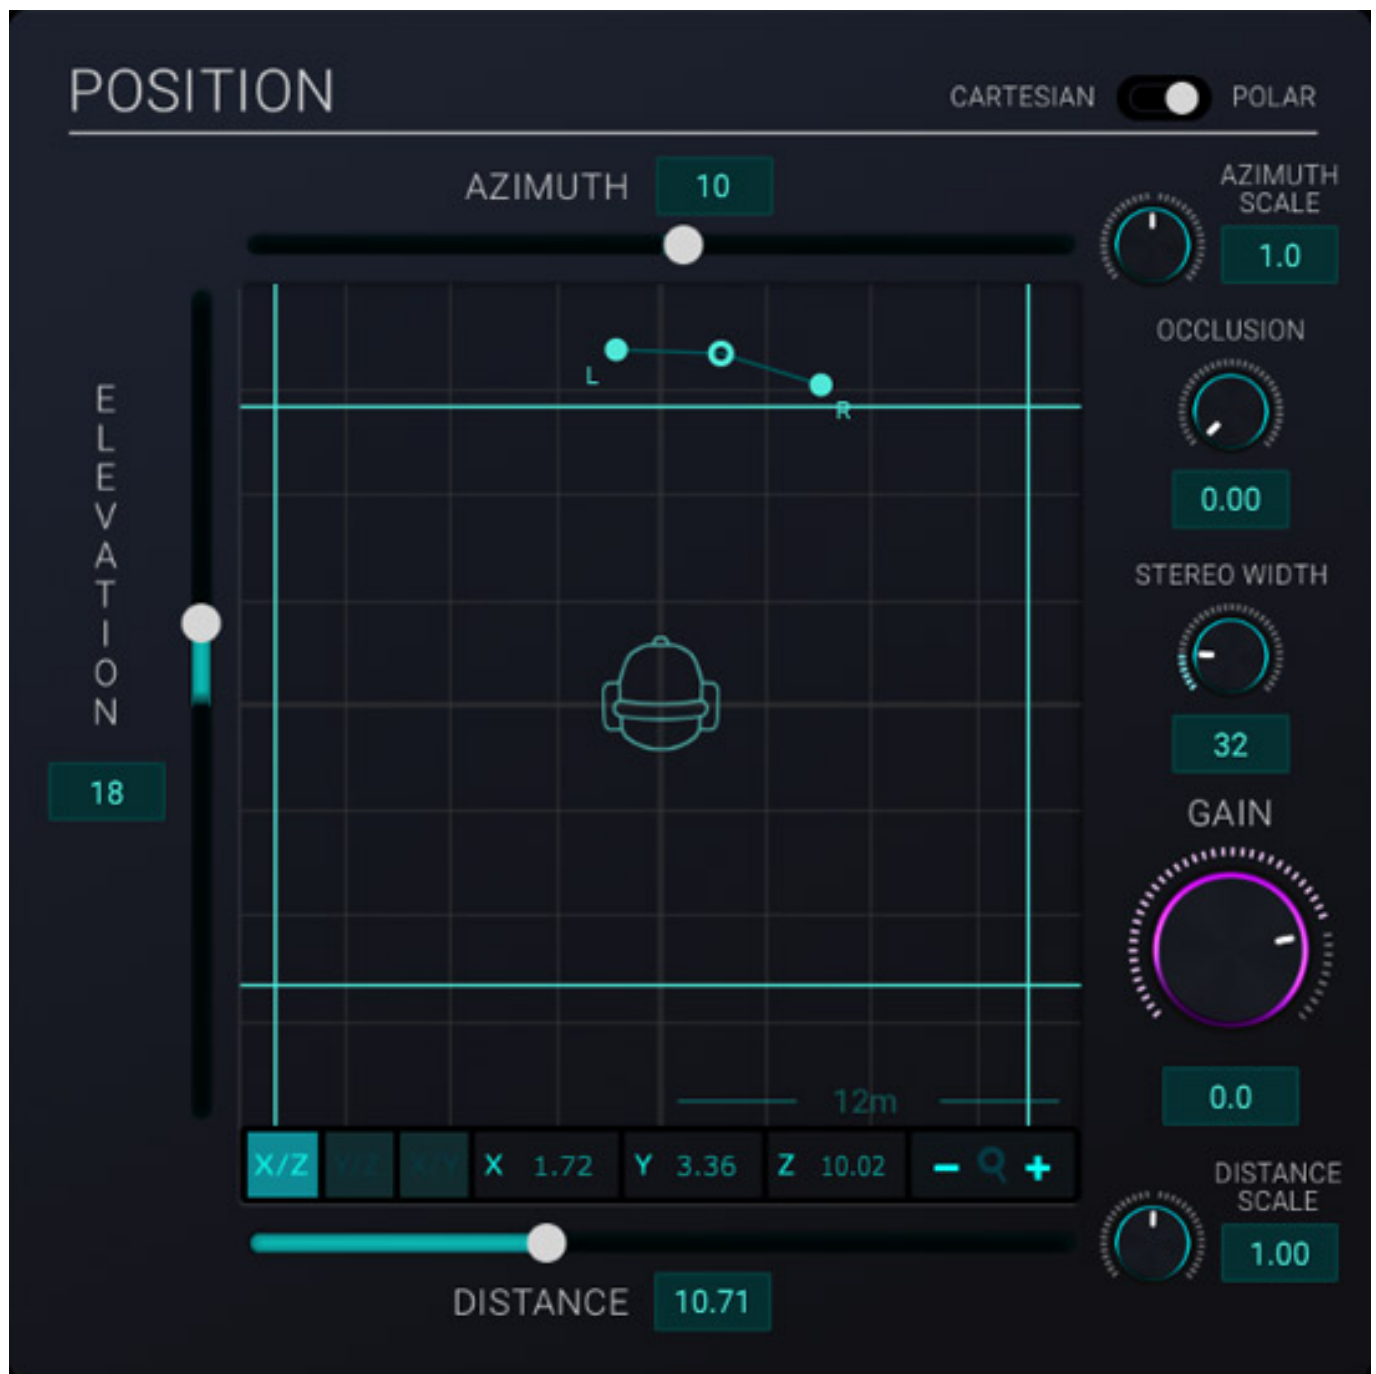 POSITION
CARTESIAN
POLAR
AZIMUTH 10
AZIMUTH
SCALE
1.0
OCCLUSION
0.00
STEREO WIDTH
32
GAIN
0.0
ELEVATION
18
L
R
12m
X/Z Y/Z X/Y X 1.72 Y 3.36 Z 10.02 - +
DISTANCE 10.71
DISTANCE
SCALE
1.00